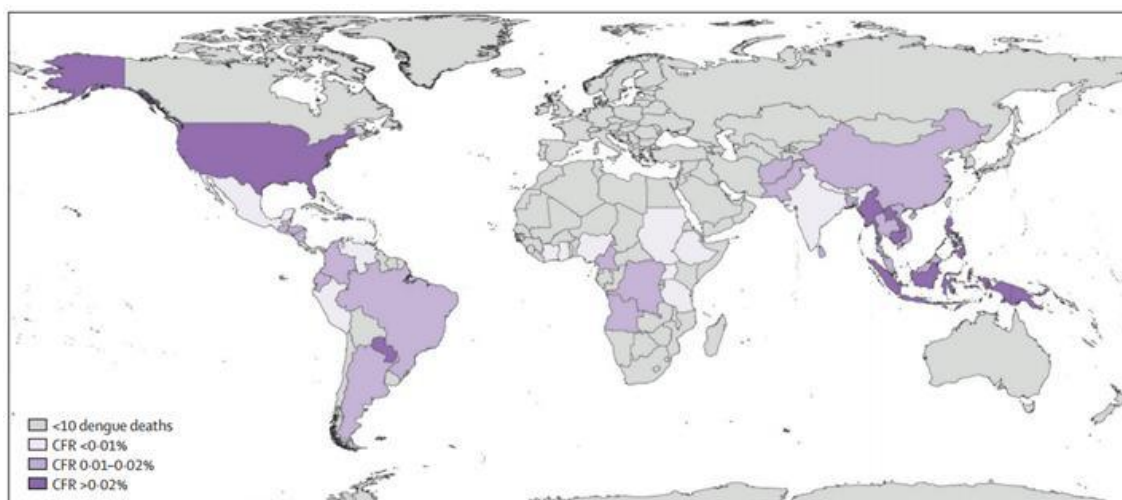 <10 dengue deaths
CFR <0·01%
CFR 0·01–0·02%
CFR >0·02%